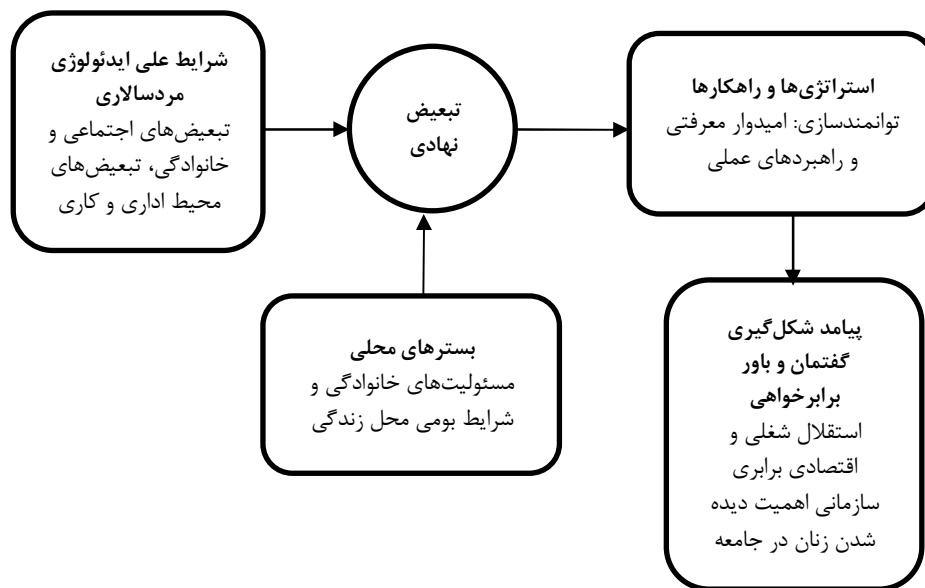 شرایط علی ایدئولوژی
مردسالاری
تبعیض‌های اجتماعی و
خانوادگی، تبعیض‌های
محیط اداری و کاری
تبعیض
نهادی
استراتژی‌ها و راهکارها
توانمندسازی: امیدوار معرفتی
و راهبردهای عملی
بسترهای محلی
مسئولیت‌های خانوادگی و
شرایط بومی محل زندگی
پیامد شکل‌گیری
گفتمان و باور
برابرخواهی
استقلال شغلی و
اقتصادی برابری
سازمانی اهمیت دیده
شدن زنان در جامعه